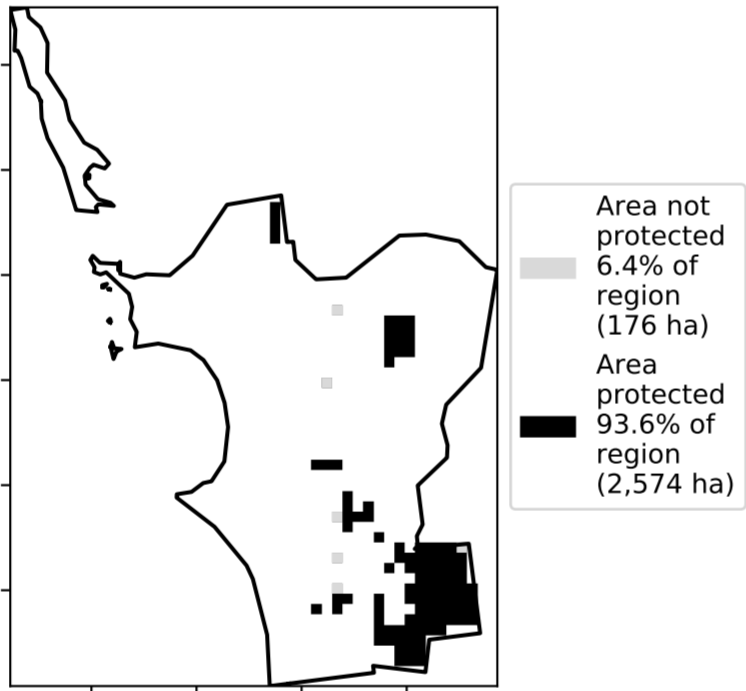 Area not
protected
6.4% of
region
(176 ha)
Area
protected
93.6% of
region
(2,574 ha)